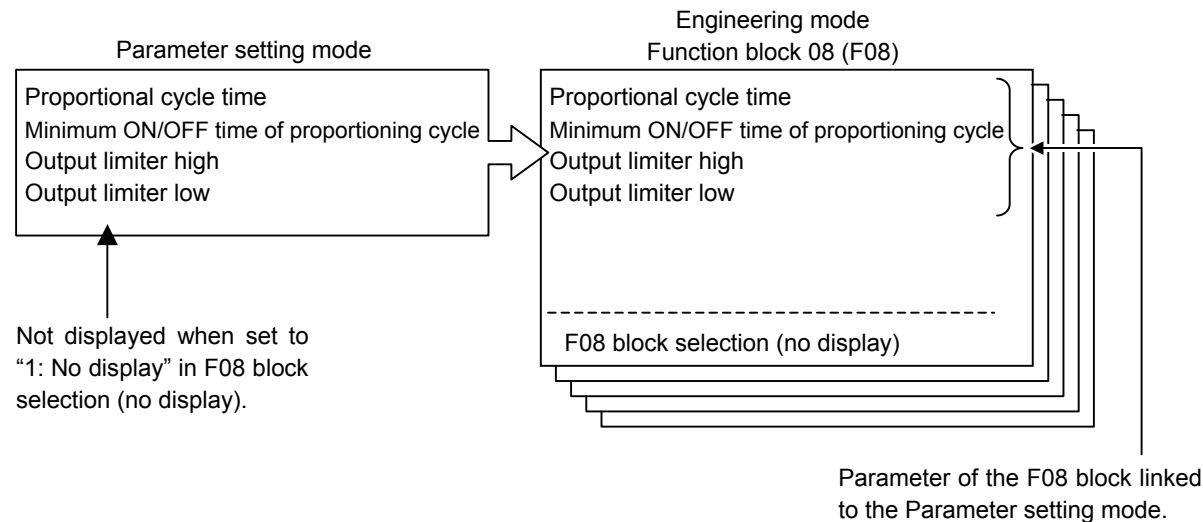 Engineering mode
Parameter setting mode
Function block 08 (F08)
Proportional cycle time
Minimum ON/OFF time of proportioning cycle
Output limiter high
Output limiter low
Proportional cycle time
Minimum ON/OFF time of proportioning cycle
Output limiter high
Output limiter low
F08 block selection (no display)
Not displayed when set to
“1: No display” in F08 block
selection (no display).
Parameter of the F08 block linked
to the Parameter setting mode.